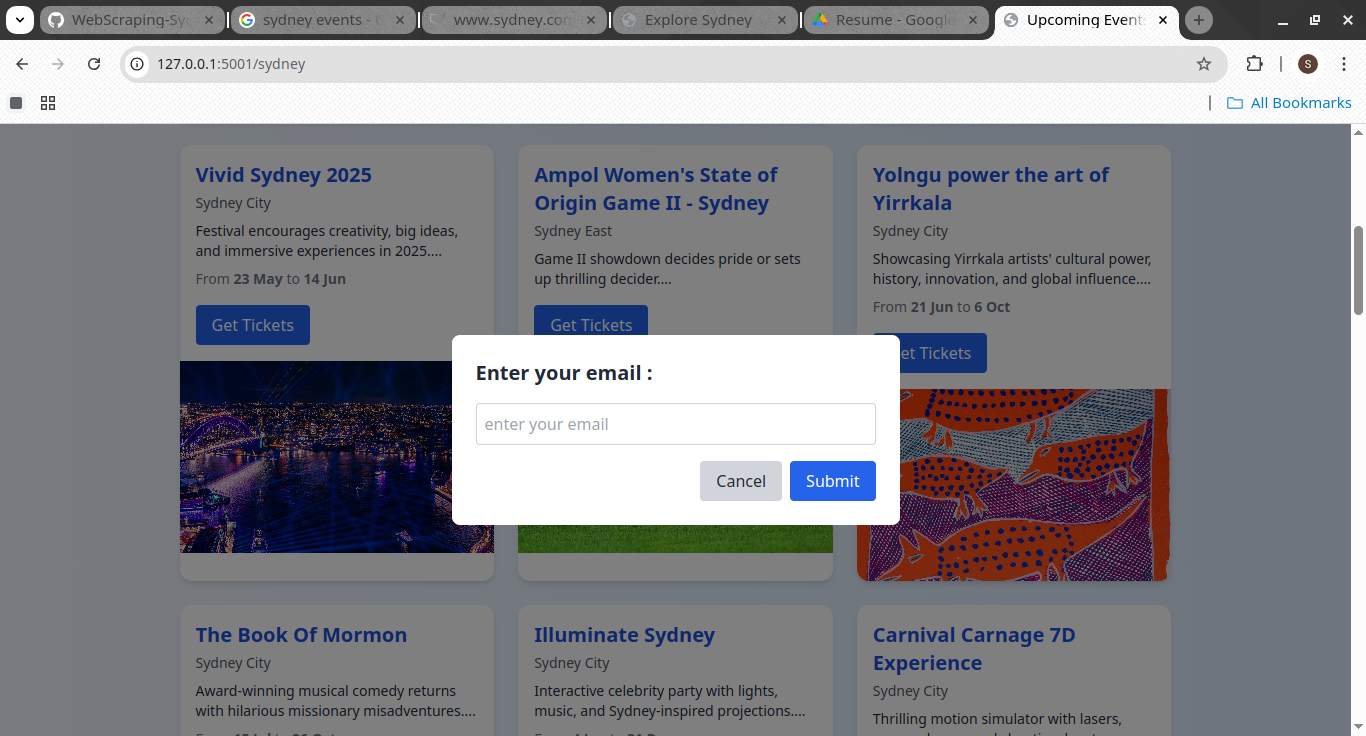 WebScraping-Syd
sydney events - G
www.sydney.com
Explore Sydney
Resume - Google
Upcoming Event
127.0.0.1:5001/sydney
S
All Bookmarks
Vivid Sydney 2025
Sydney City
Festival encourages creativity, big ideas,
and immersive experiences in 2025....
From 23 May to 14 Jun
Get Tickets
Ampol Women's State of
Origin Game II - Sydney
Sydney East
Game II showdown decides pride or sets
up thrilling decider....
Get Tickets
Yolngu power the art of
Yirrkala
Sydney City
Showcasing Yirrkala artists' cultural power,
history, innovation, and global influence....
From 21 Jun to 6 Oct
et Tickets
Enter your email :
enter your email
Cancel
Submit
The Book Of Mormon
Sydney City
Award-winning musical comedy returns
with hilarious missionary misadventures....
Illuminate Sydney
Sydney City
Interactive celebrity party with lights,
music, and Sydney-inspired projections....
Carnival Carnage 7D
Experience
Sydney City
Thrilling motion simulator with lasers,